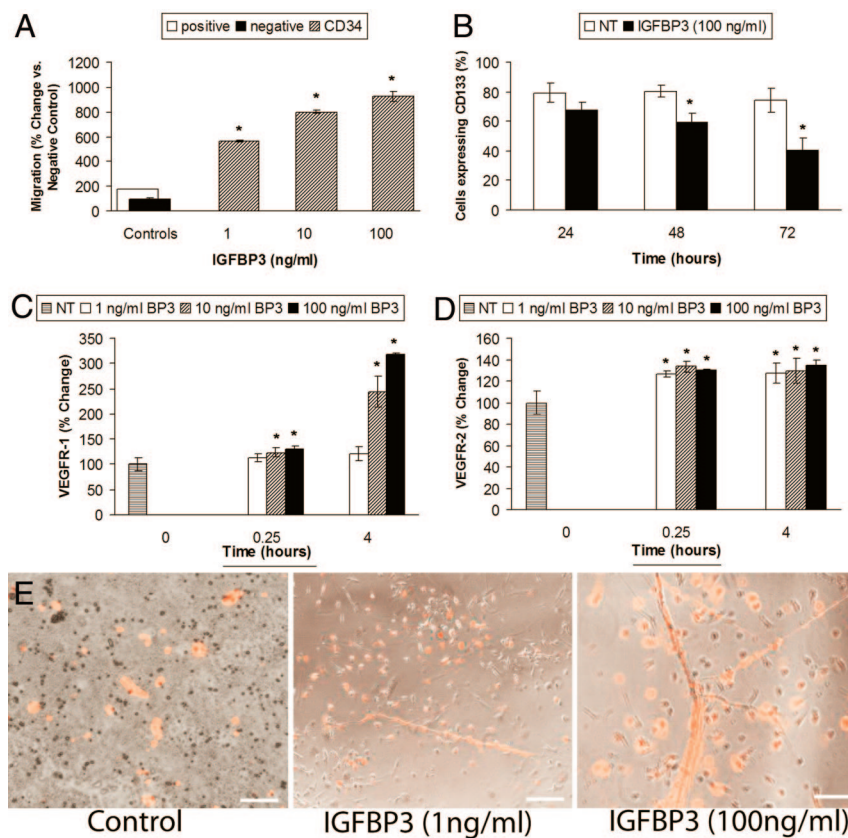 A
positive negative CD34
Migration (% Change vs.
Negative Control)
1200
1000
800
600
400
200
0
* * *
Controls 1 10 100
IGFBP3 (ng/ml)
B
NT IGFBP3 (100 ng/ml)
Cells expressing CD133 (%)
100
80
60
40
20
0
* *
24 48 72
Time (hours)
C
NT 1 ng/ml BP3 10 ng/ml BP3 100 ng/ml BP3
VEGFR-1 (% Change)
350
300
250
200
150
100
50
0
* * * *
0 0.25 4
Time (hours)
D
NT 1 ng/ml BP3 10 ng/ml BP3 100 ng/ml BP3
VEGFR-2 (% Change)
160
140
120
100
80
60
40
20
0
* * * * * *
0 0.25 4
Time (hours)
E
Control IGFBP3 (1ng/ml) IGFBP3 (100ng/ml)